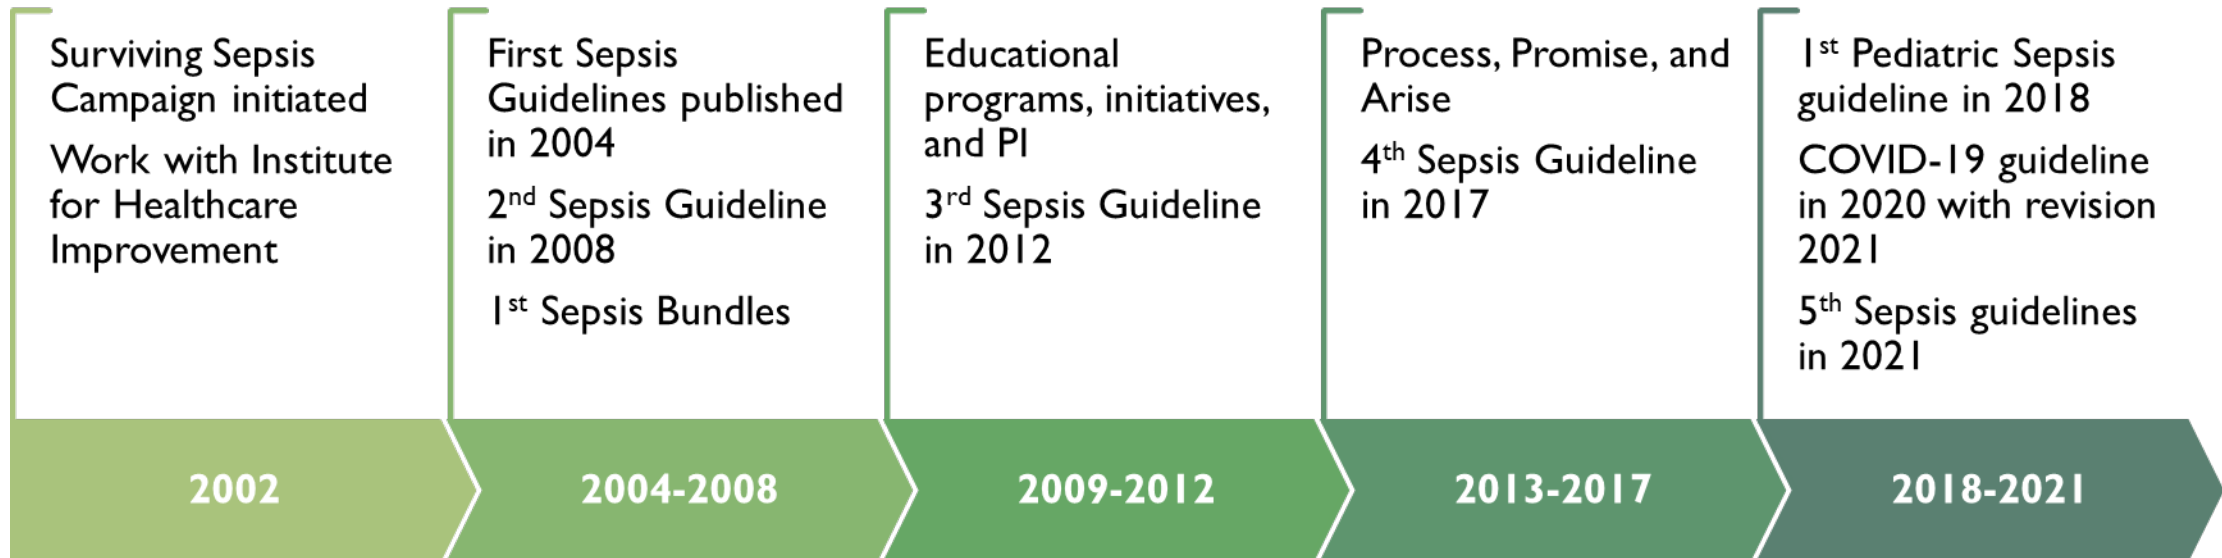 Surviving Sepsis
Campaign initiated
Work with Institute
for Healthcare
Improvement
First Sepsis
Guidelines published
in 2004
2nd Sepsis Guideline
in 2008
1st Sepsis Bundles
Educational
programs, initiatives,
and PI
3rd Sepsis Guideline
in 2012
Process, Promise, and
Arise
4th Sepsis Guideline
in 2017
1st Pediatric Sepsis
guideline in 2018
COVID-19 guideline
in 2020 with revision
2021
5th Sepsis guidelines
in 2021
2002
2004-2008
2009-2012
2013-2017
2018-2021